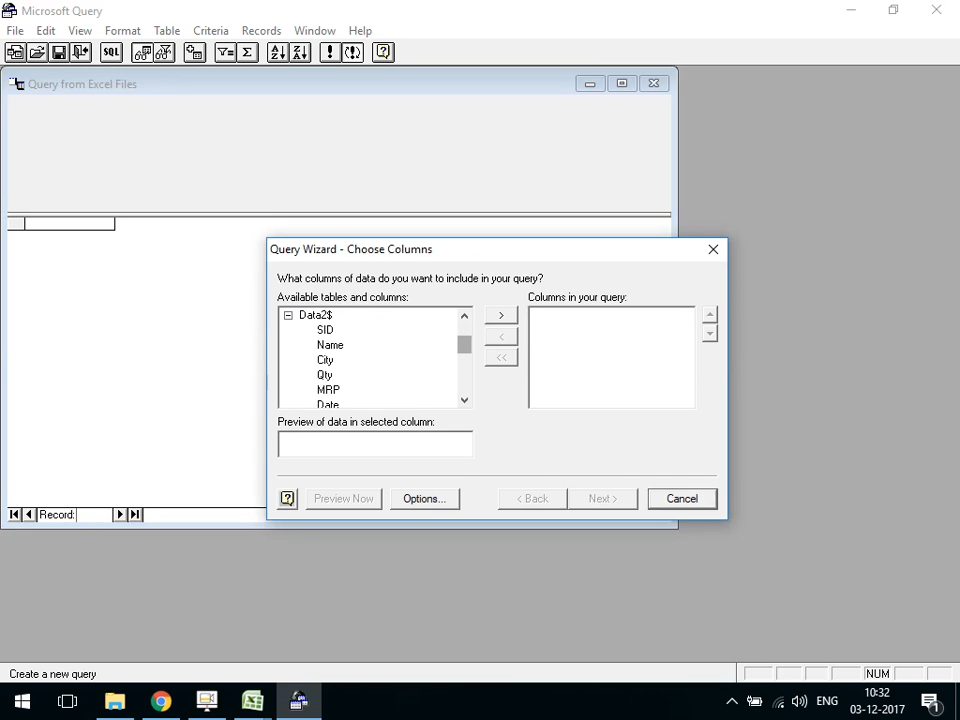 Microsoft Query
File Edit View Format Table Criteria Records Window Help
SQL
Query from Excel Files
Query Wizard - Choose Columns
What columns of data do you want to include in your query?
Available tables and columns:
Columns in your query:
Data2$
SID
Name
City
Qty
MRP
Date
Preview of data in selected column:
Preview Now
Options...
< Back
Next >
Cancel
Record:
Create a new query
NUM
ENG
10:32
03-12-2017
1